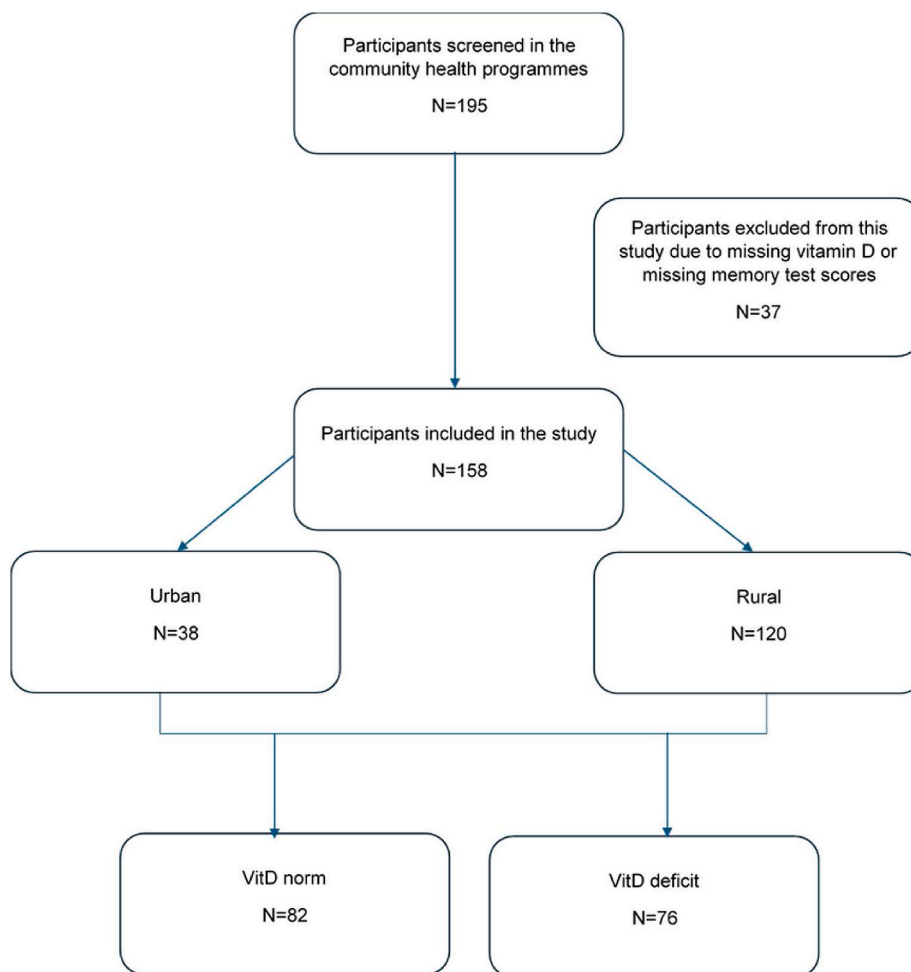 Participants screened in the
community health programmes
N=195
Participants excluded from this
study due to missing vitamin D or
missing memory test scores
N=37
Participants included in the study
N=158
Urban
N=38
Rural
N=120
VitD norm
N=82
VitD deficit
N=76